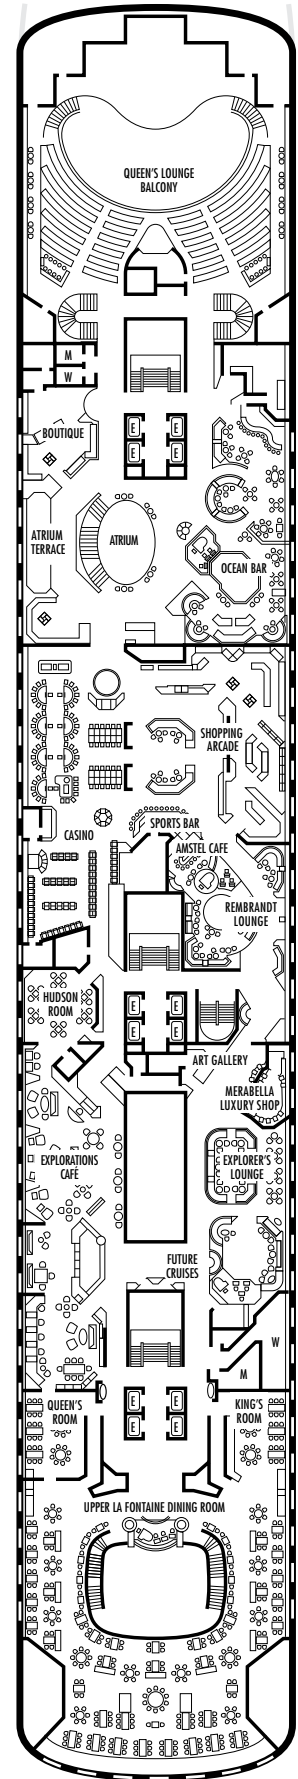 QUEEN'S LOUNGE
BALCONY
M
W
E
E
E
E
BOUTIQUE
ATRIUM
TERRACE
ATRIUM
OCEAN BAR
SHOPPING
ARCADE
SPORTS BAR
CASINO
AMSTEL CAFE
REMBRANDT
LOUNGE
HUDSON
ROOM
E
E
E
E
ART GALLERY
MERABELLA
LUXURY SHOP
EXPLORATIONS
CAFÉ
EXPLORER'S
LOUNGE
FUTURE
CRUISES
W
M
QUEEN'S
ROOM
E
E
E
E
KING'S
ROOM
UPPER LA FONTAINE DINING ROOM